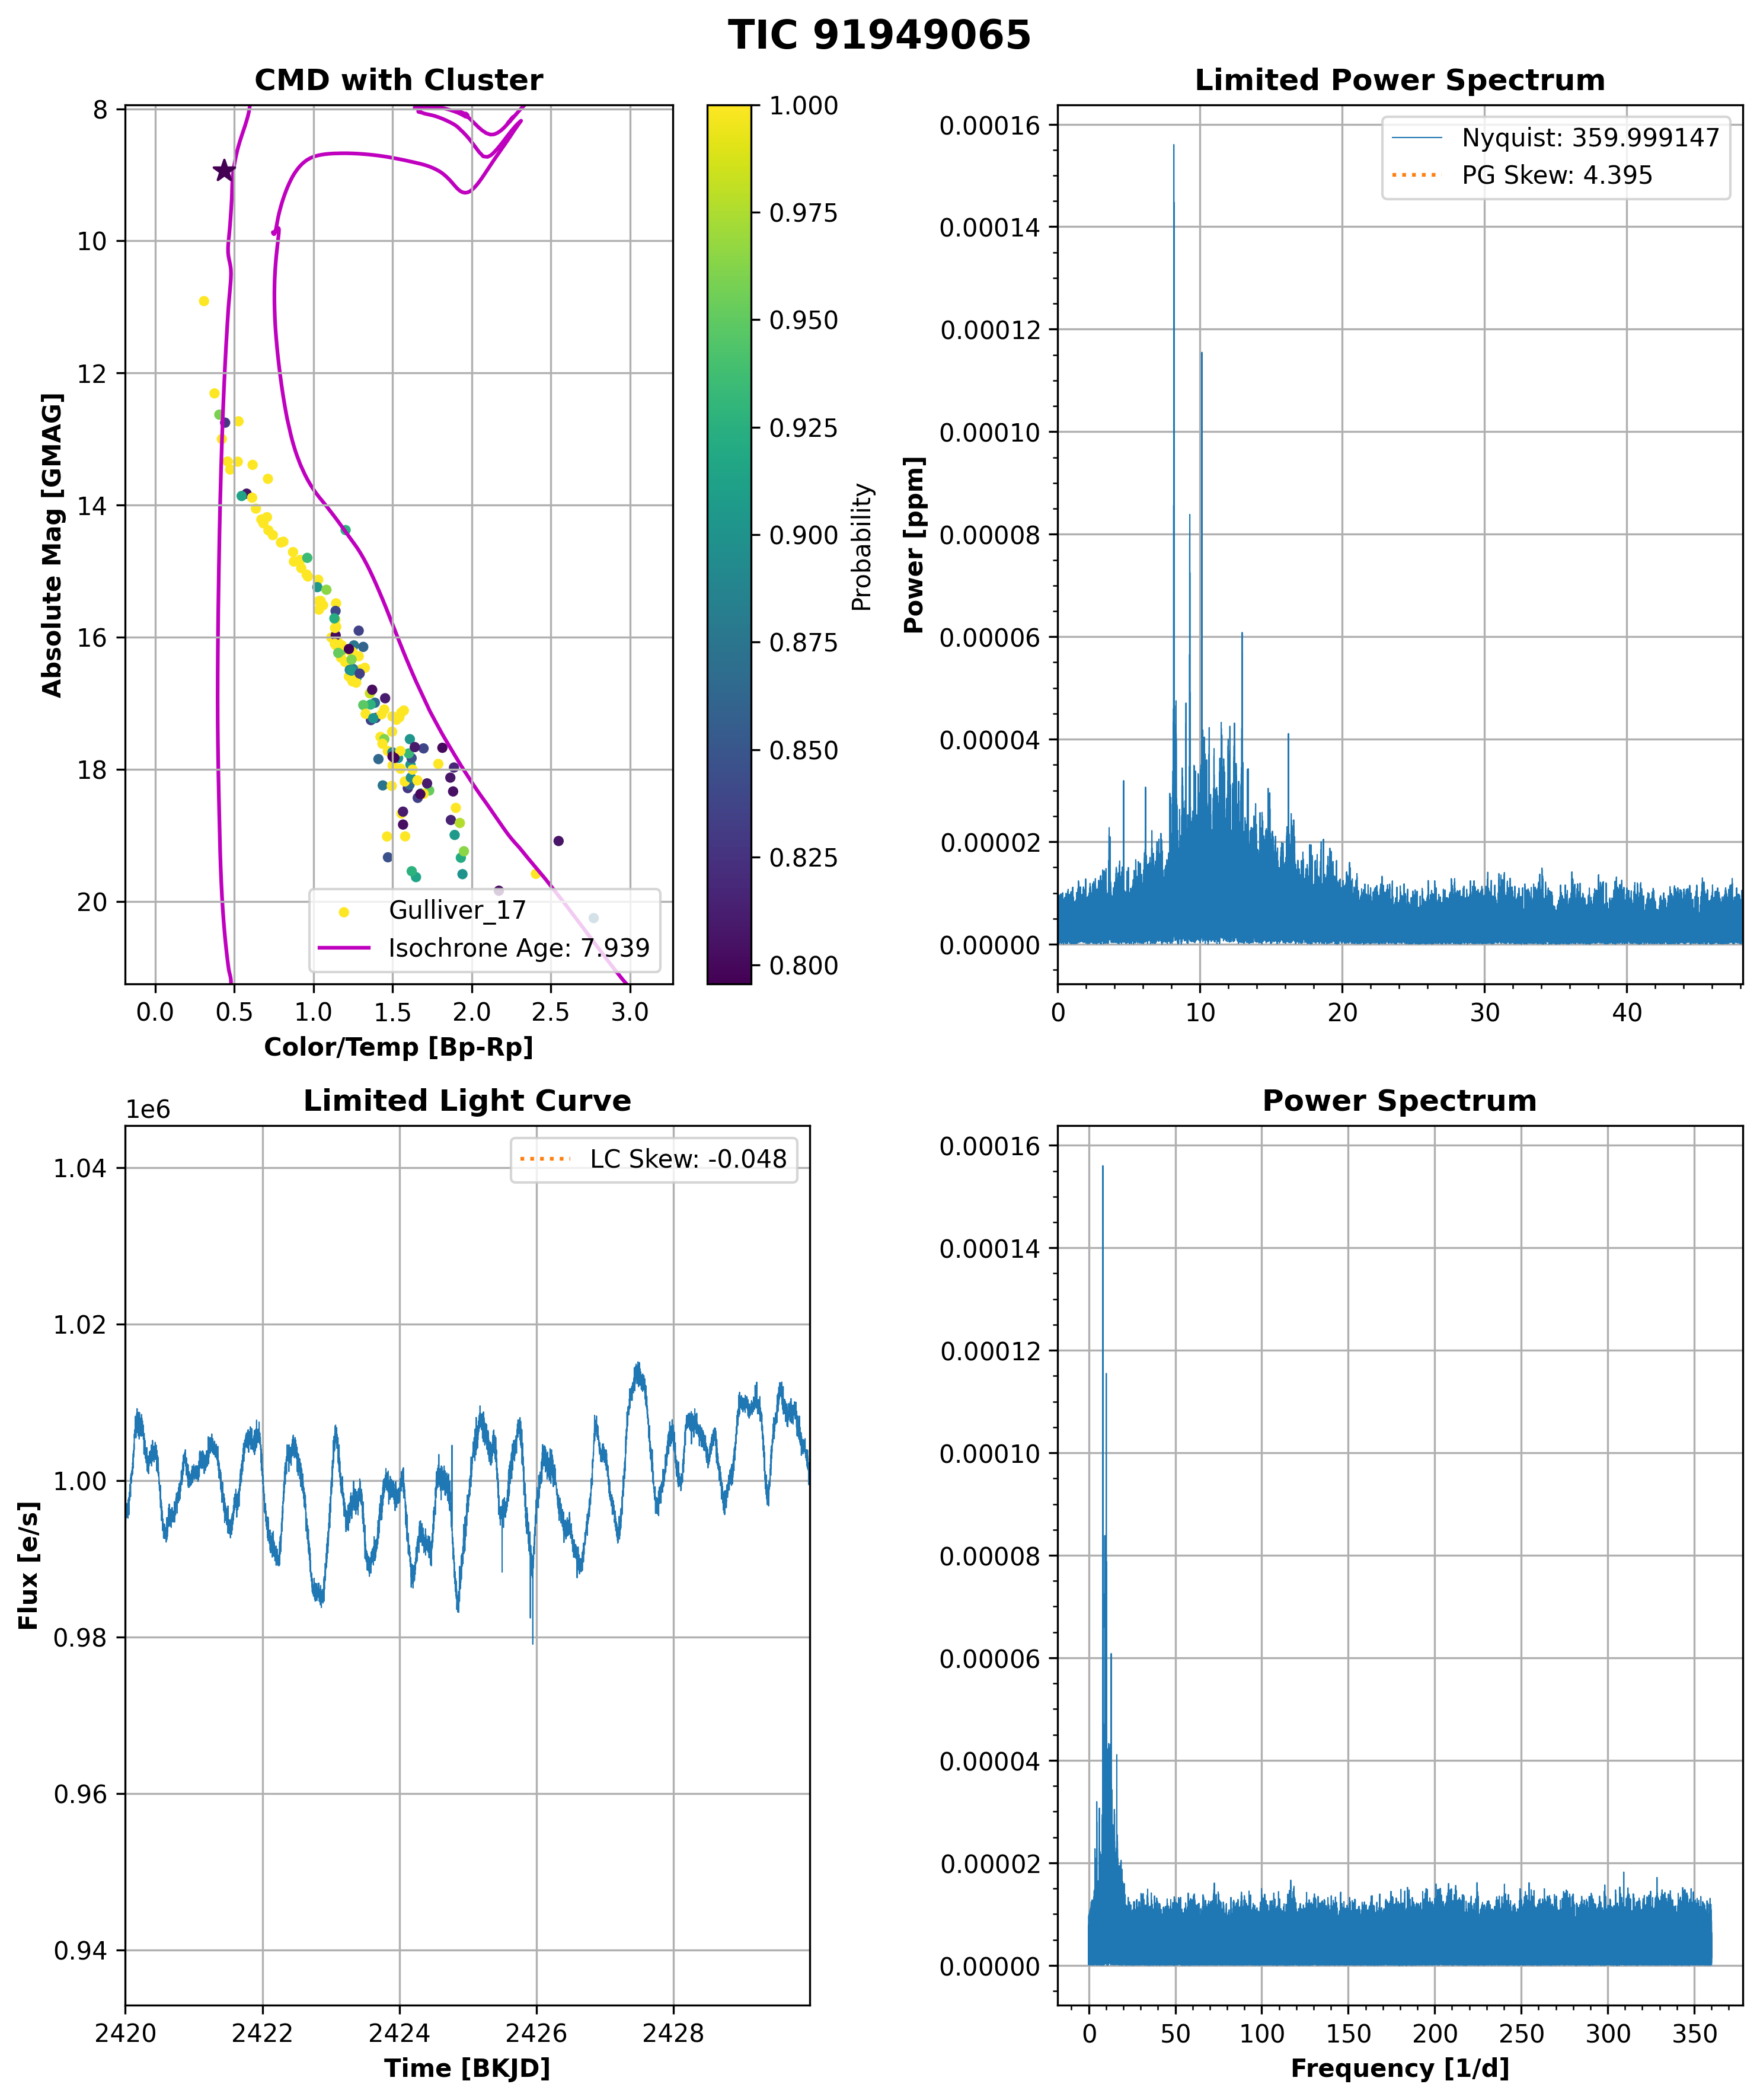 TIC 91949065
CMD with Cluster
8
10
12
14
16
18
20
0.0 0.5 1.0 1.5 2.0 2.5 3.0
Absolute Mag [GMAG]
Color/Temp [Bp-Rp]
Gulliver_17
Isochrone Age: 7.939
1.000
0.975
0.950
0.925
0.900
0.875
0.850
0.825
0.800
Probability
Limited Power Spectrum
Nyquist: 359.999147
PG Skew: 4.395
0.00016
0.00014
0.00012
0.00010
0.00008
0.00006
0.00004
0.00002
0.00000
Power [ppm]
0 10 20 30 40
Limited Light Curve
1e6
LC Skew: -0.048
1.04
1.02
1.00
0.98
0.96
0.94
Flux [e/s]
2420 2422 2424 2426 2428
Time [BKJD]
Power Spectrum
0.00016
0.00014
0.00012
0.00010
0.00008
0.00006
0.00004
0.00002
0.00000
0 50 100 150 200 250 300 350
Frequency [1/d]